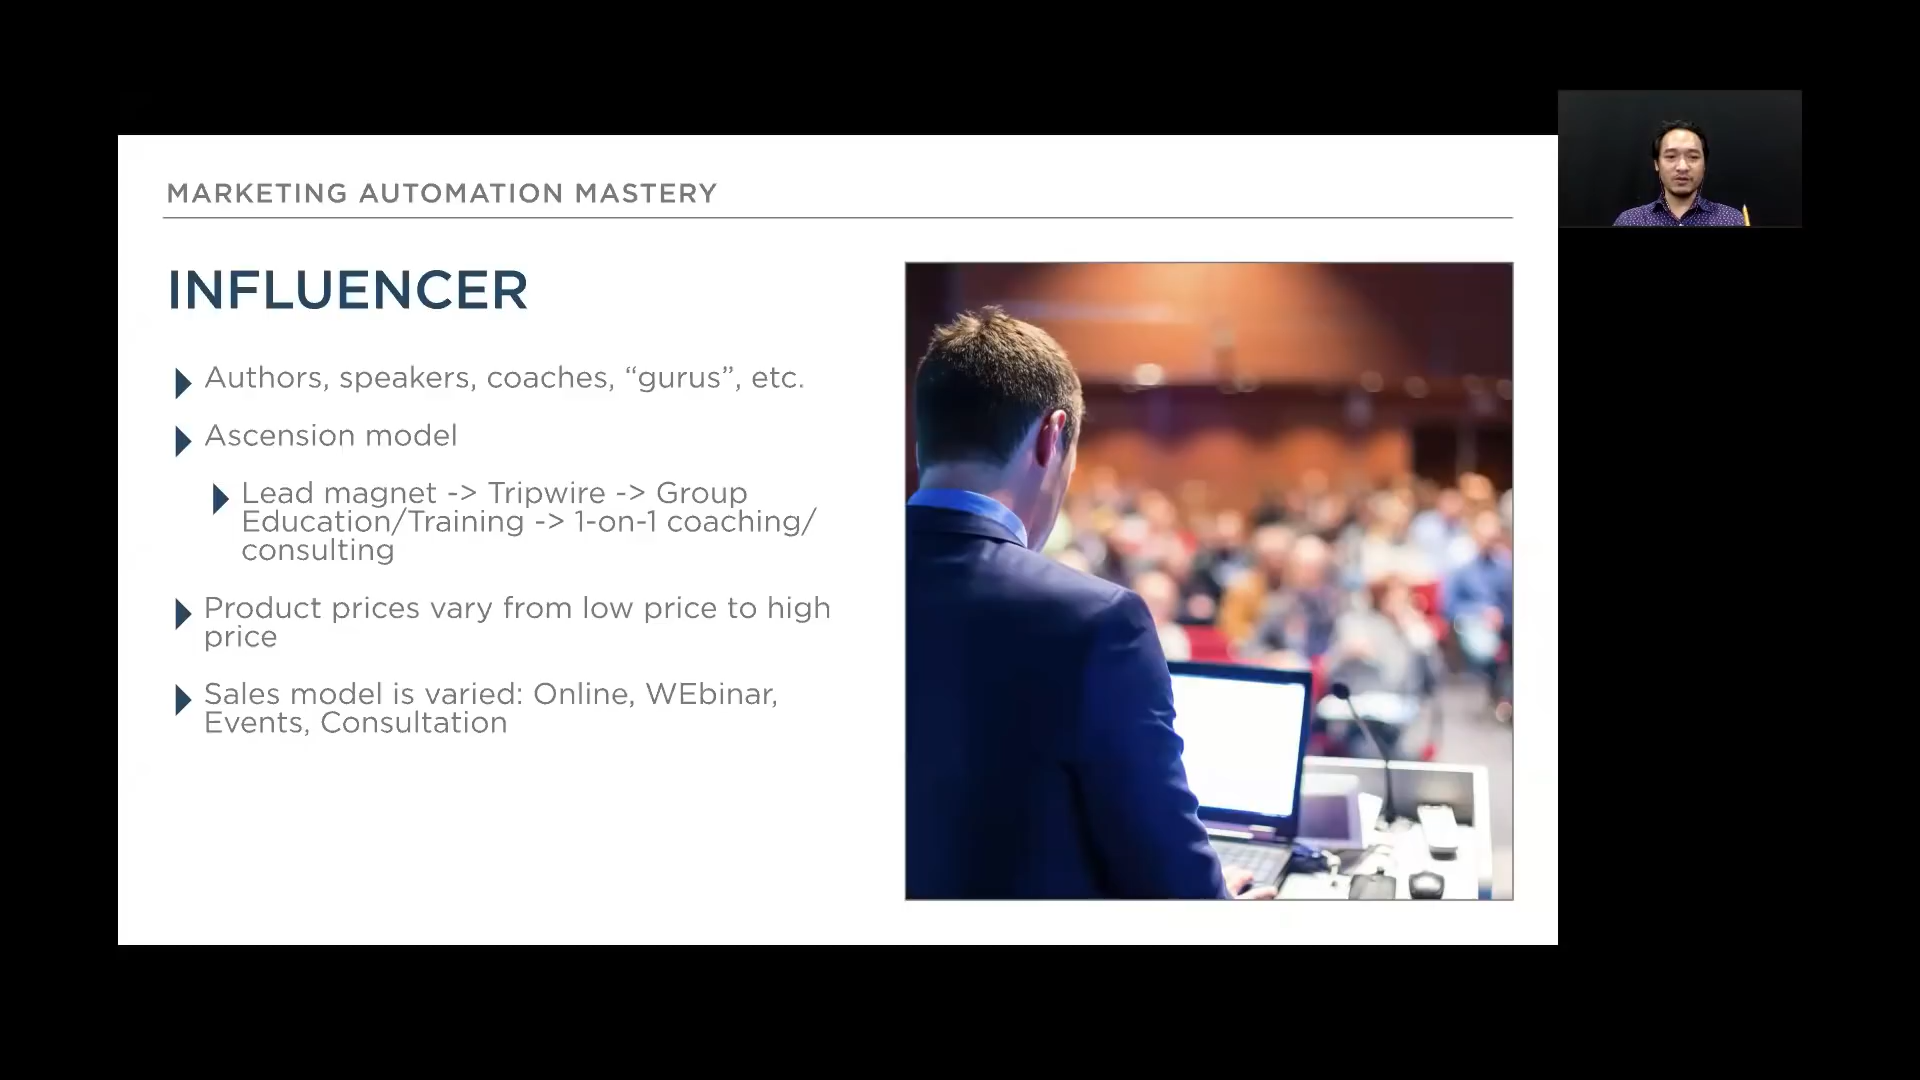 MARKETING AUTOMATION MASTERY
INFLUENCER
Authors, speakers, coaches, “gurus”, etc.
Ascension model
Lead magnet -> Tripwire -> Group
Education/Training -> 1-on-1 coaching/
consulting
Product prices vary from low price to high
price
Sales model is varied: Online, WEbinar,
Events, Consultation